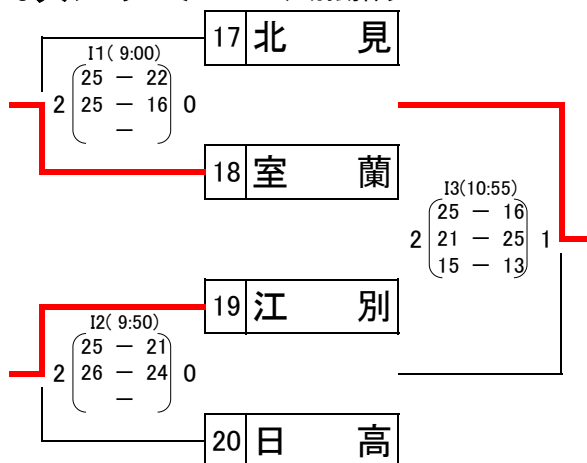 17 北 見
I1( 9:00)
25 － 22
2 25 － 16 0
－
18 室 蘭
I3(10:55)
25 － 16
2 21 － 25 1
15 － 13
19 江 別
I2( 9:50)
25 － 21
2 26 － 24 0
－
20 日 高